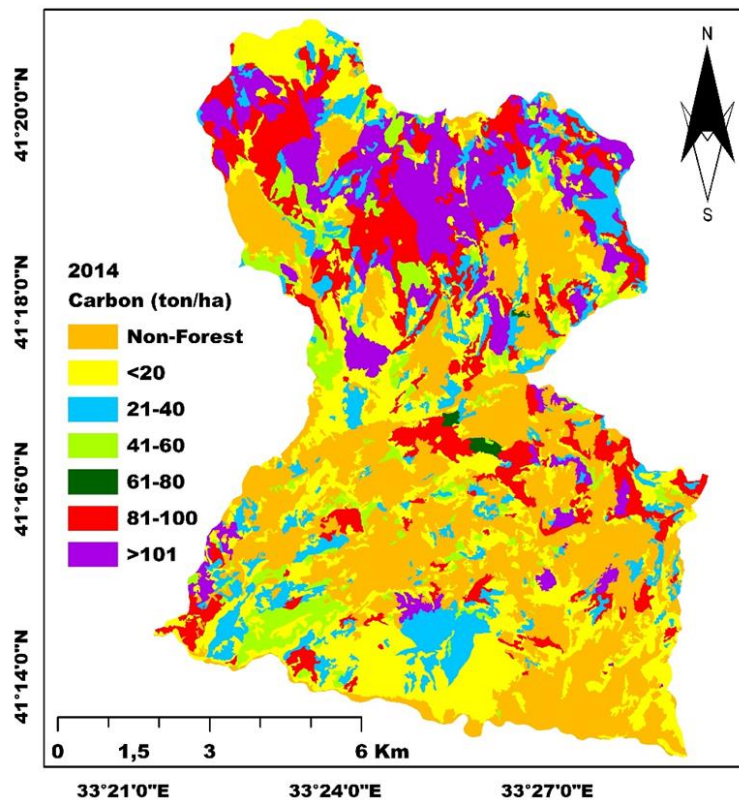 N
S
41°20'0"N
41°18'0"N
41°16'0"N
41°14'0"N
2014
Carbon (ton/ha)
Non-Forest
<20
21-40
41-60
61-80
81-100
>101
0 1,5 3 6 Km
33°21'0"E 33°24'0"E 33°27'0"E